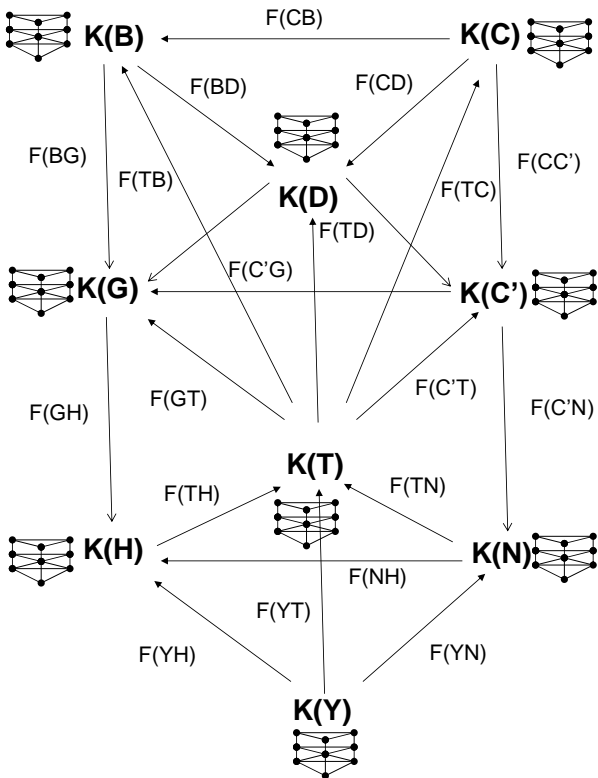 F(CB)
K(B)
K(C)
F(BD)
F(CD)
F(BG)
F(TB)
K(D)
F(TC)
F(CC’)
F(TD)
F(C’G)
K(G)
K(C’)
F(GT)
F(C’T)
F(GH)
F(C’N)
K(T)
F(TH)
F(TN)
K(H)
K(N)
F(NH)
F(YT)
F(YH)
F(YN)
K(Y)